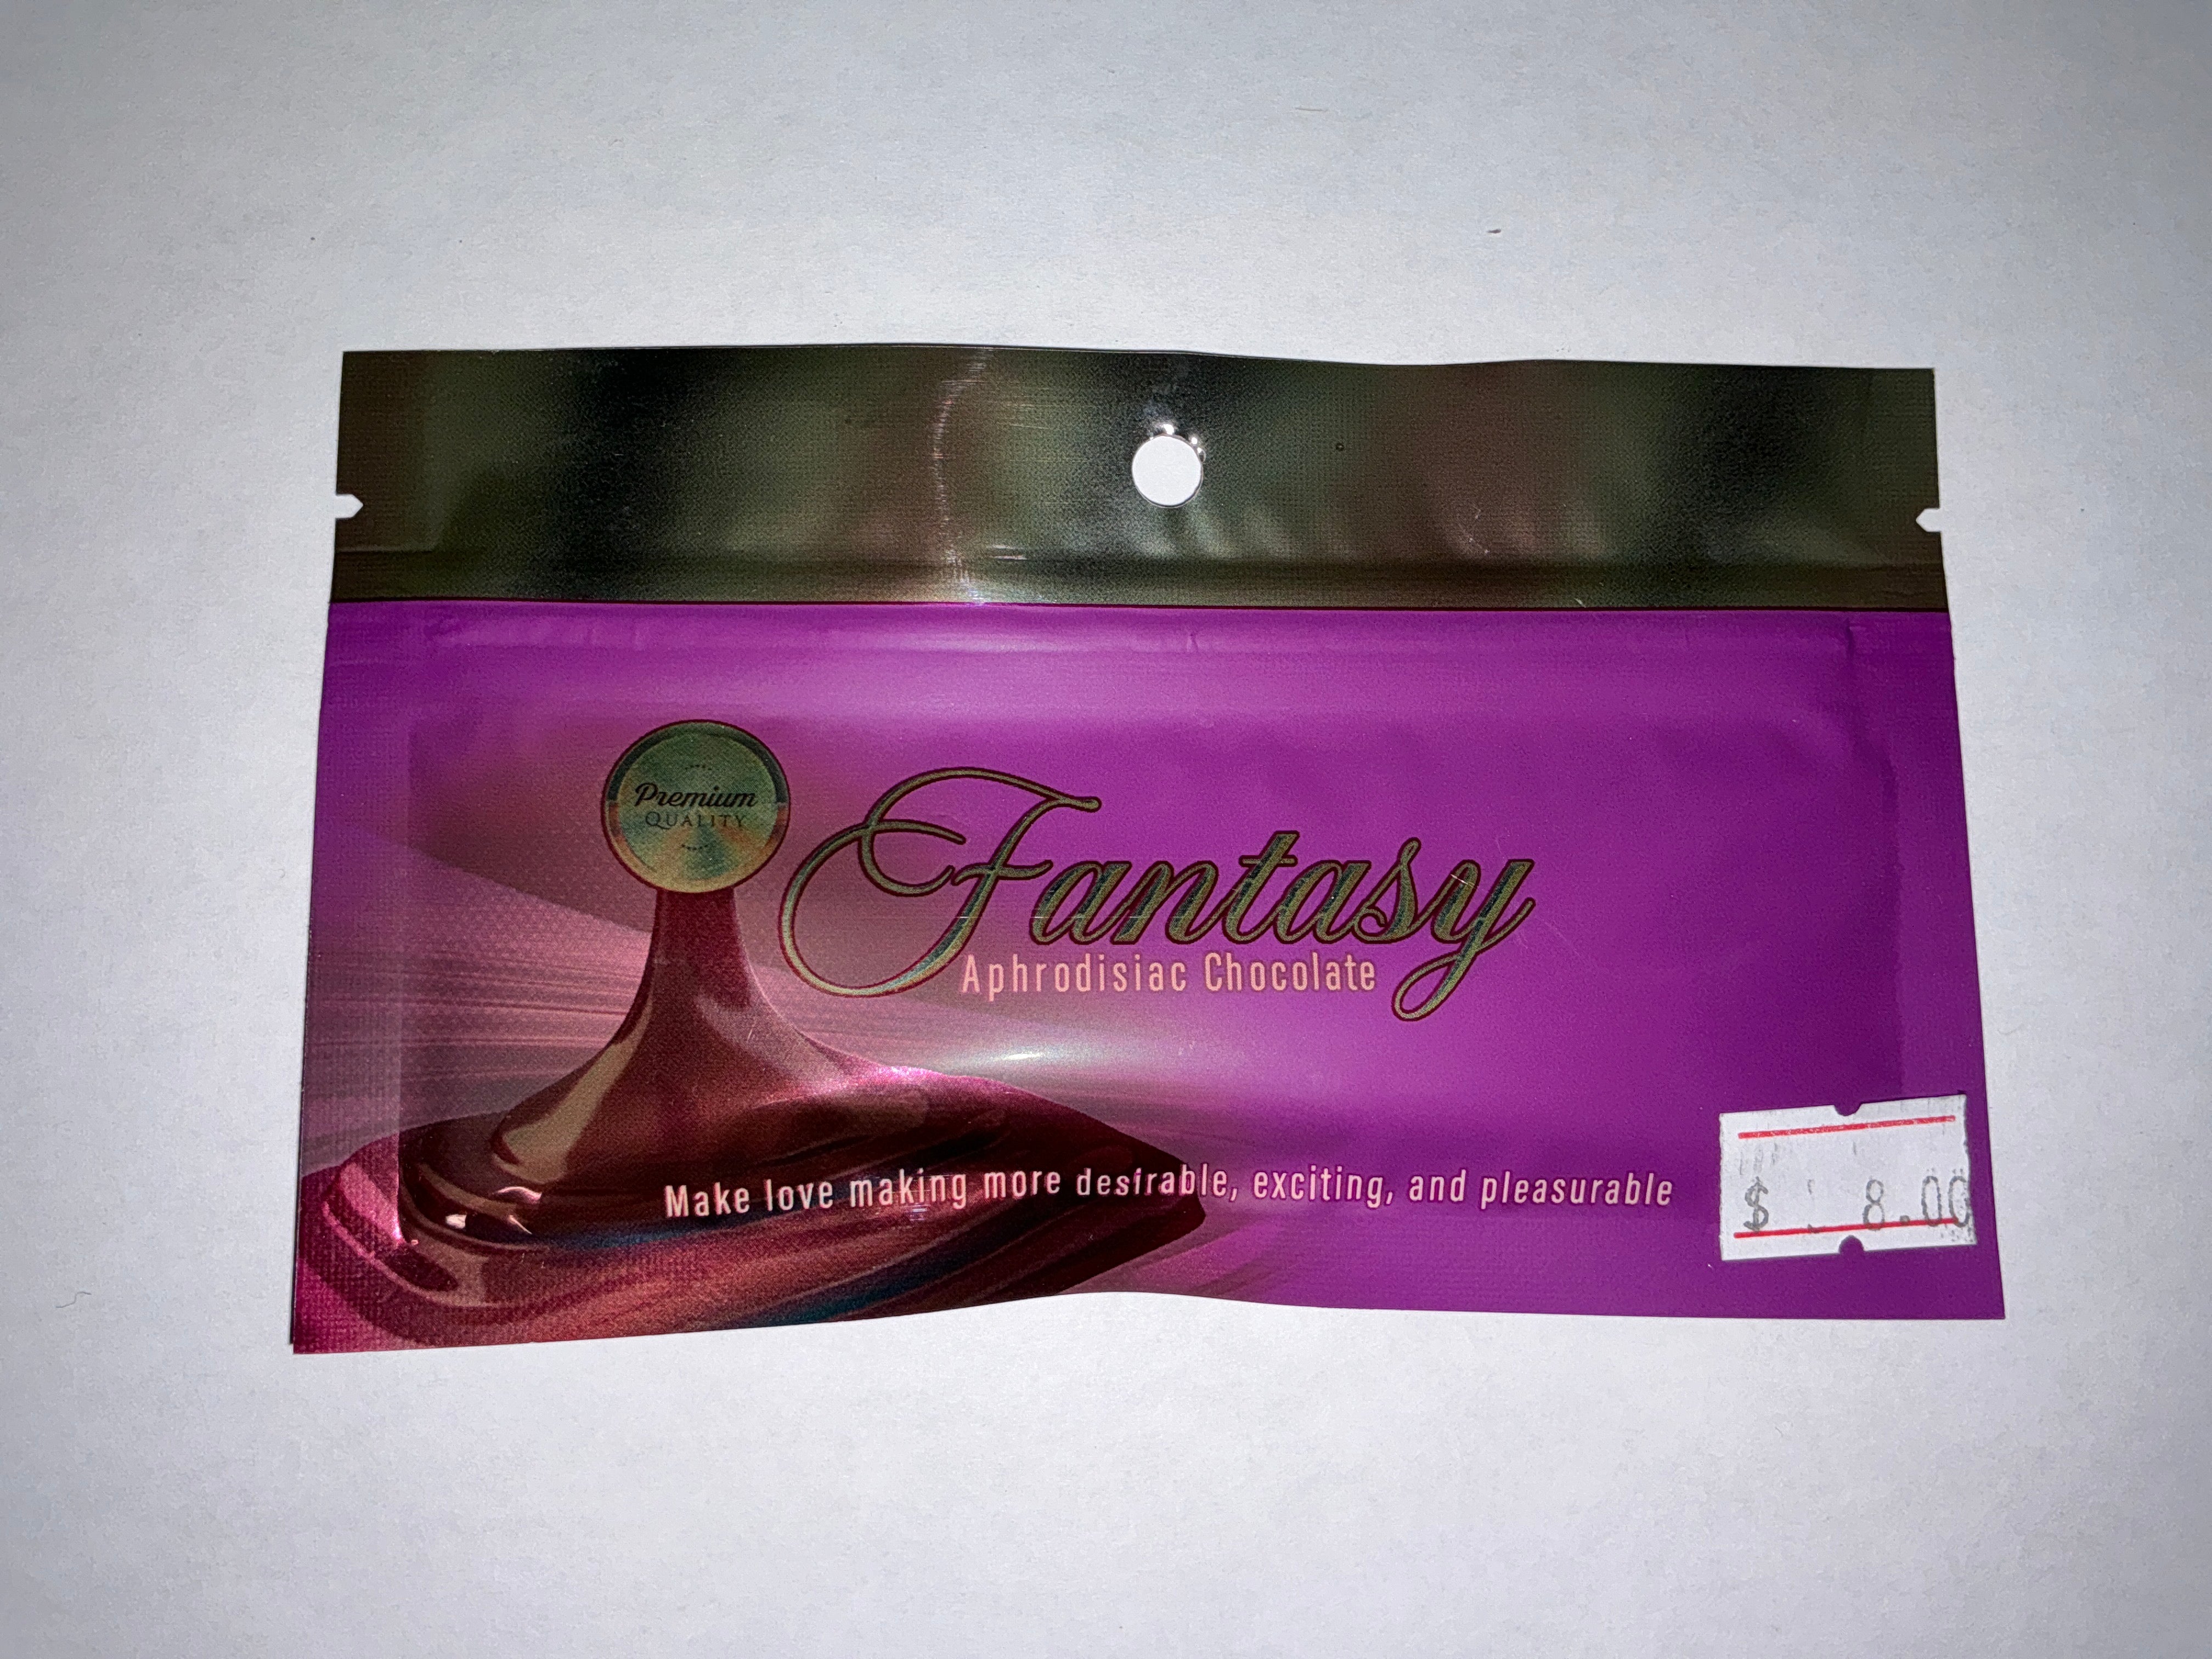 Premium
QUALITY
Fantasy
Aphrodisiac Chocolate
Make love making more desirable, exciting, and pleasurable
$ 8.00